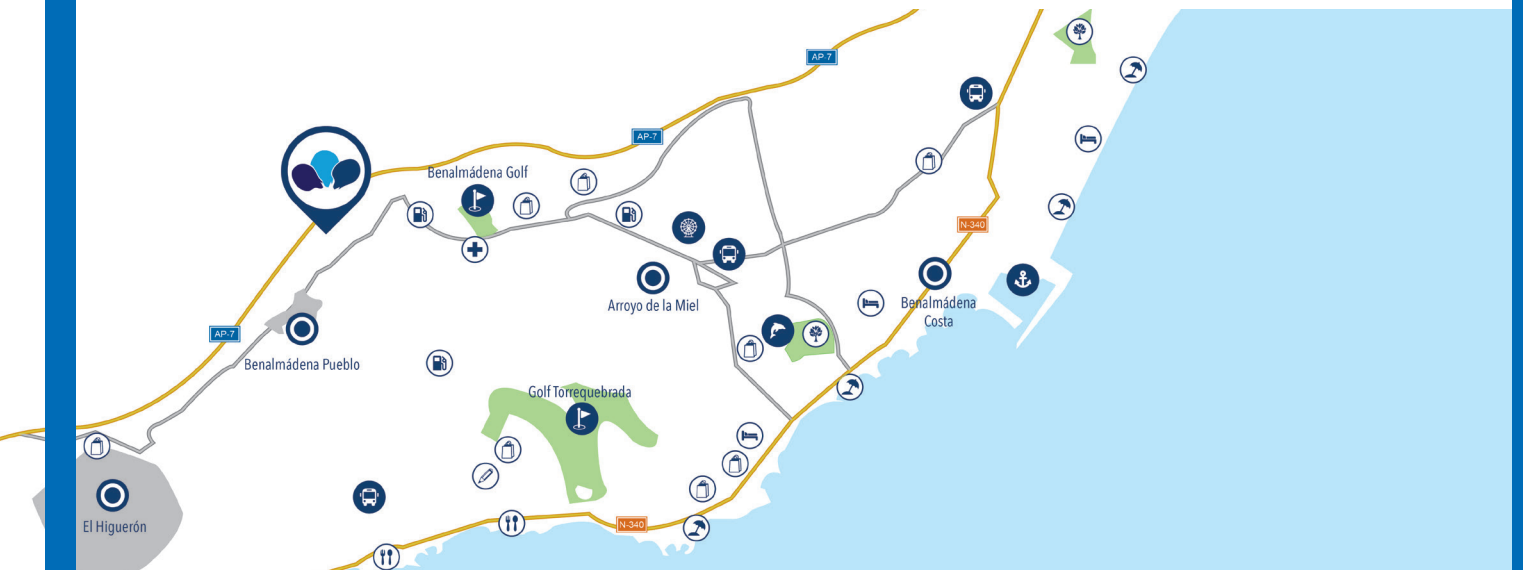 AP-7
AP-7
Benalmádena Golf
N-340
Arroyo de la Miel
Benalmádena
Costa
AP-7
Benalmádena Pueblo
Golf Torrequebrada
El Higuerón
N-340